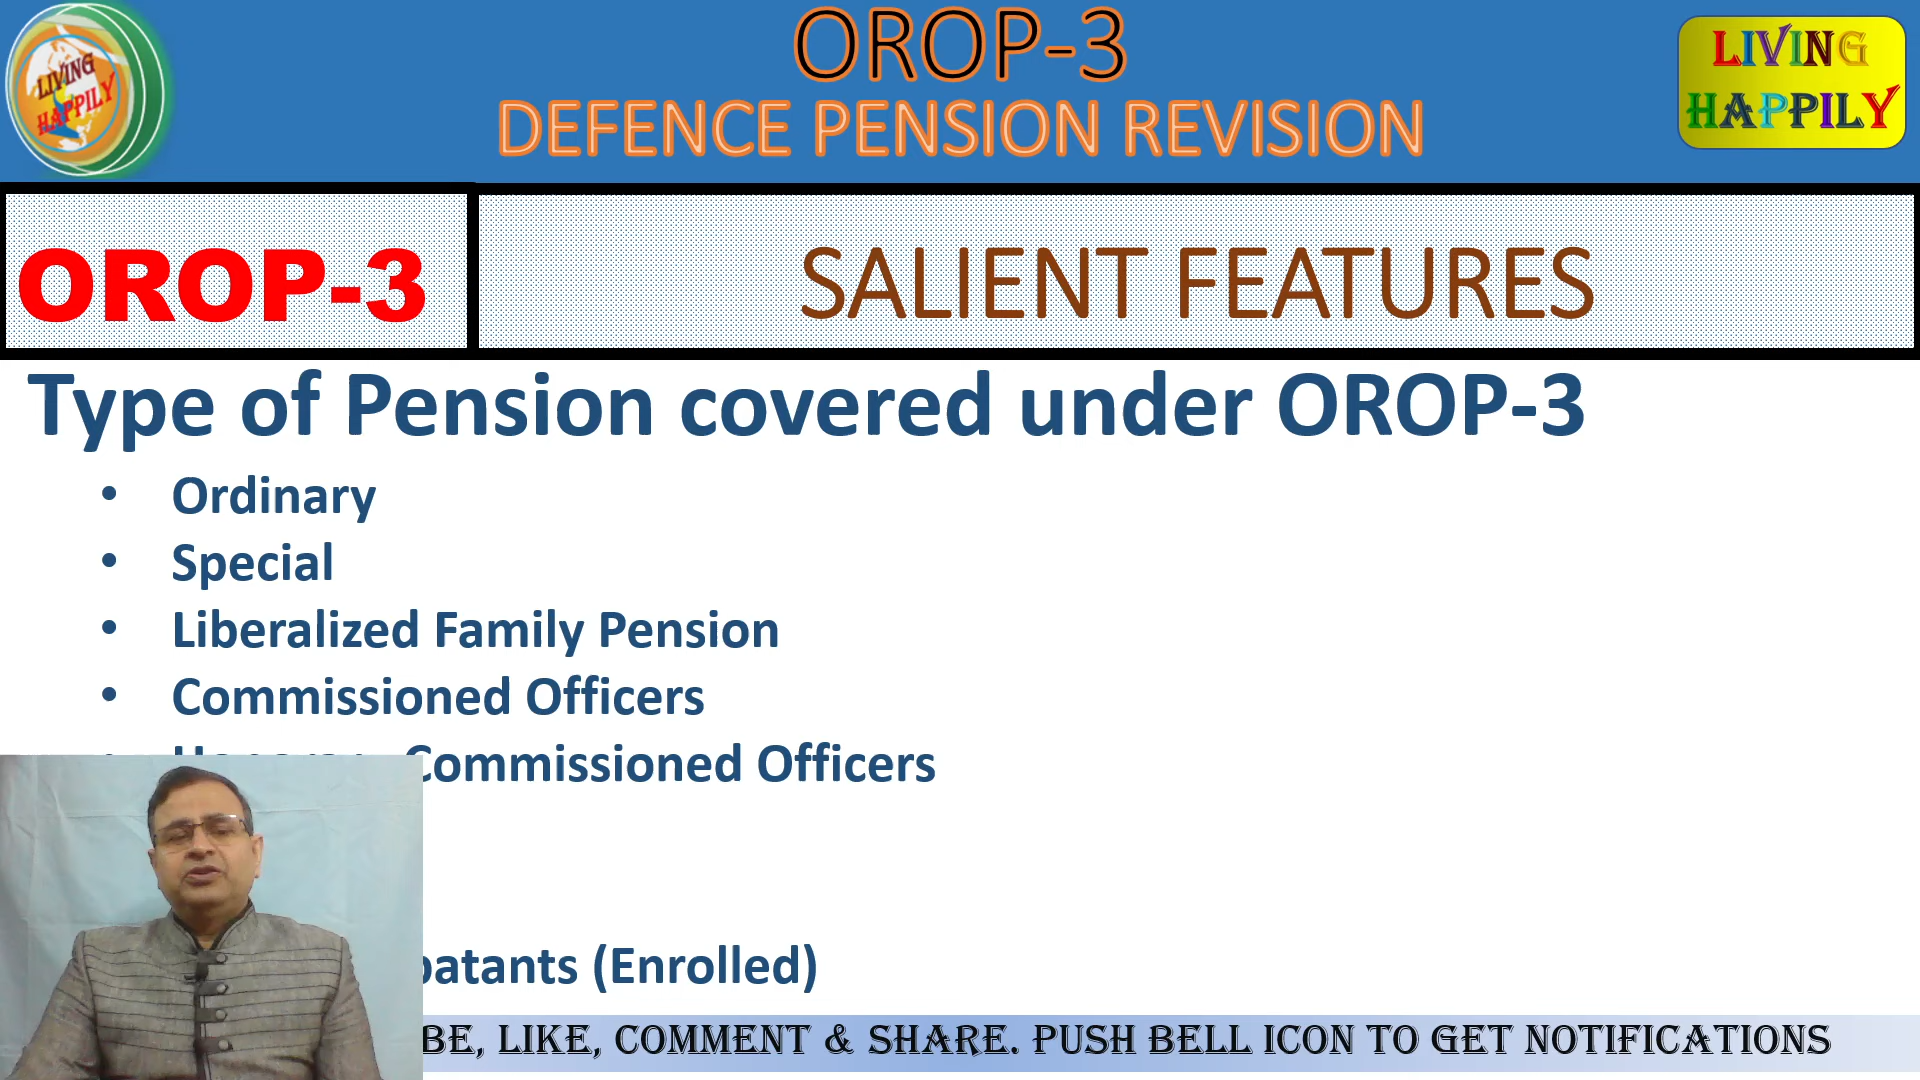 LIVING
HAPPILY
OROP-3
DEFENCE PENSION REVISION
LIVING
HAPPILY
OROP-3
SALIENT FEATURES
Type of Pension covered under OROP-3
• Ordinary
• Special
• Liberalized Family Pension
• Commissioned Officers
Commissioned Officers
(Enrolled)
LIKE, COMMENT & SHARE. PUSH BELL ICON TO GET NOTIFICATIONS